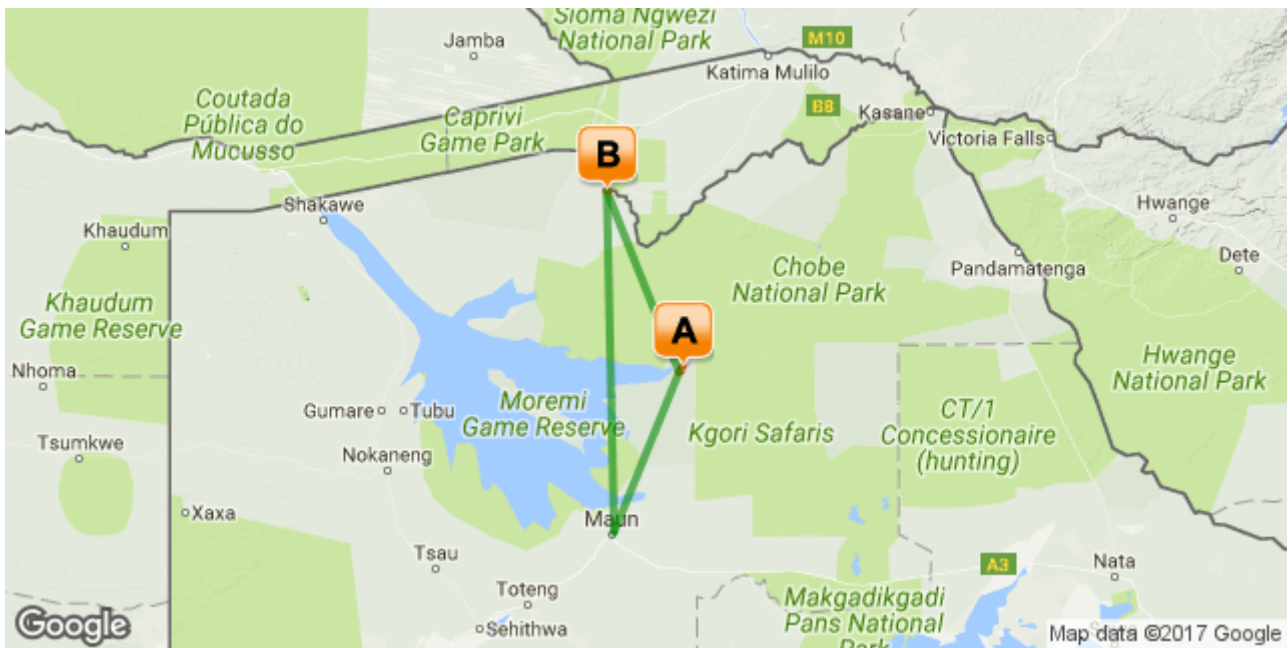 Sioma Ngwezi
National Park
M10
Jamba
Katima Mulilo
Coutada
Pública do
Mucusso
Caprivi
Game Park
B8
Kasane
Victoria Falls
B
Shakawe
Hwange
Khaudum
Chobe
National Park
Pandamatenga
Dete
Khaudum
Game Reserve
A
Hwange
National Park
Nhoma
Moremi
Game Reserve
Gumare
Tubu
Kgori Safaris
CT/1
Concessionaire
(hunting)
Tsumkwe
Nokaneng
Xaxa
Maun
Tsau
A3
Nata
Toteng
Makgadikgadi
Pans National
Park
Sehithwa
Google
Map data ©2017 Google